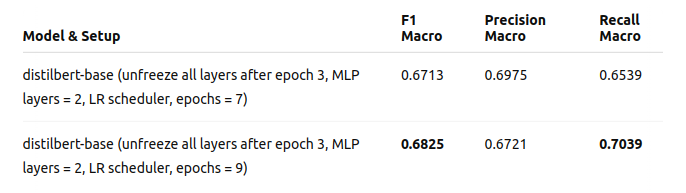 F1 Precision Recall
Model & Setup Macro Macro Macro
distilbert-base (unfreeze all layers after epoch 3, MLP 0.6713 0.6975 0.6539
layers = 2, LR scheduler, epochs = 7)
distilbert-base (unfreeze all layers after epoch 3, MLP 0.6825 0.6721 0.7039
layers = 2, LR scheduler, epochs = 9)